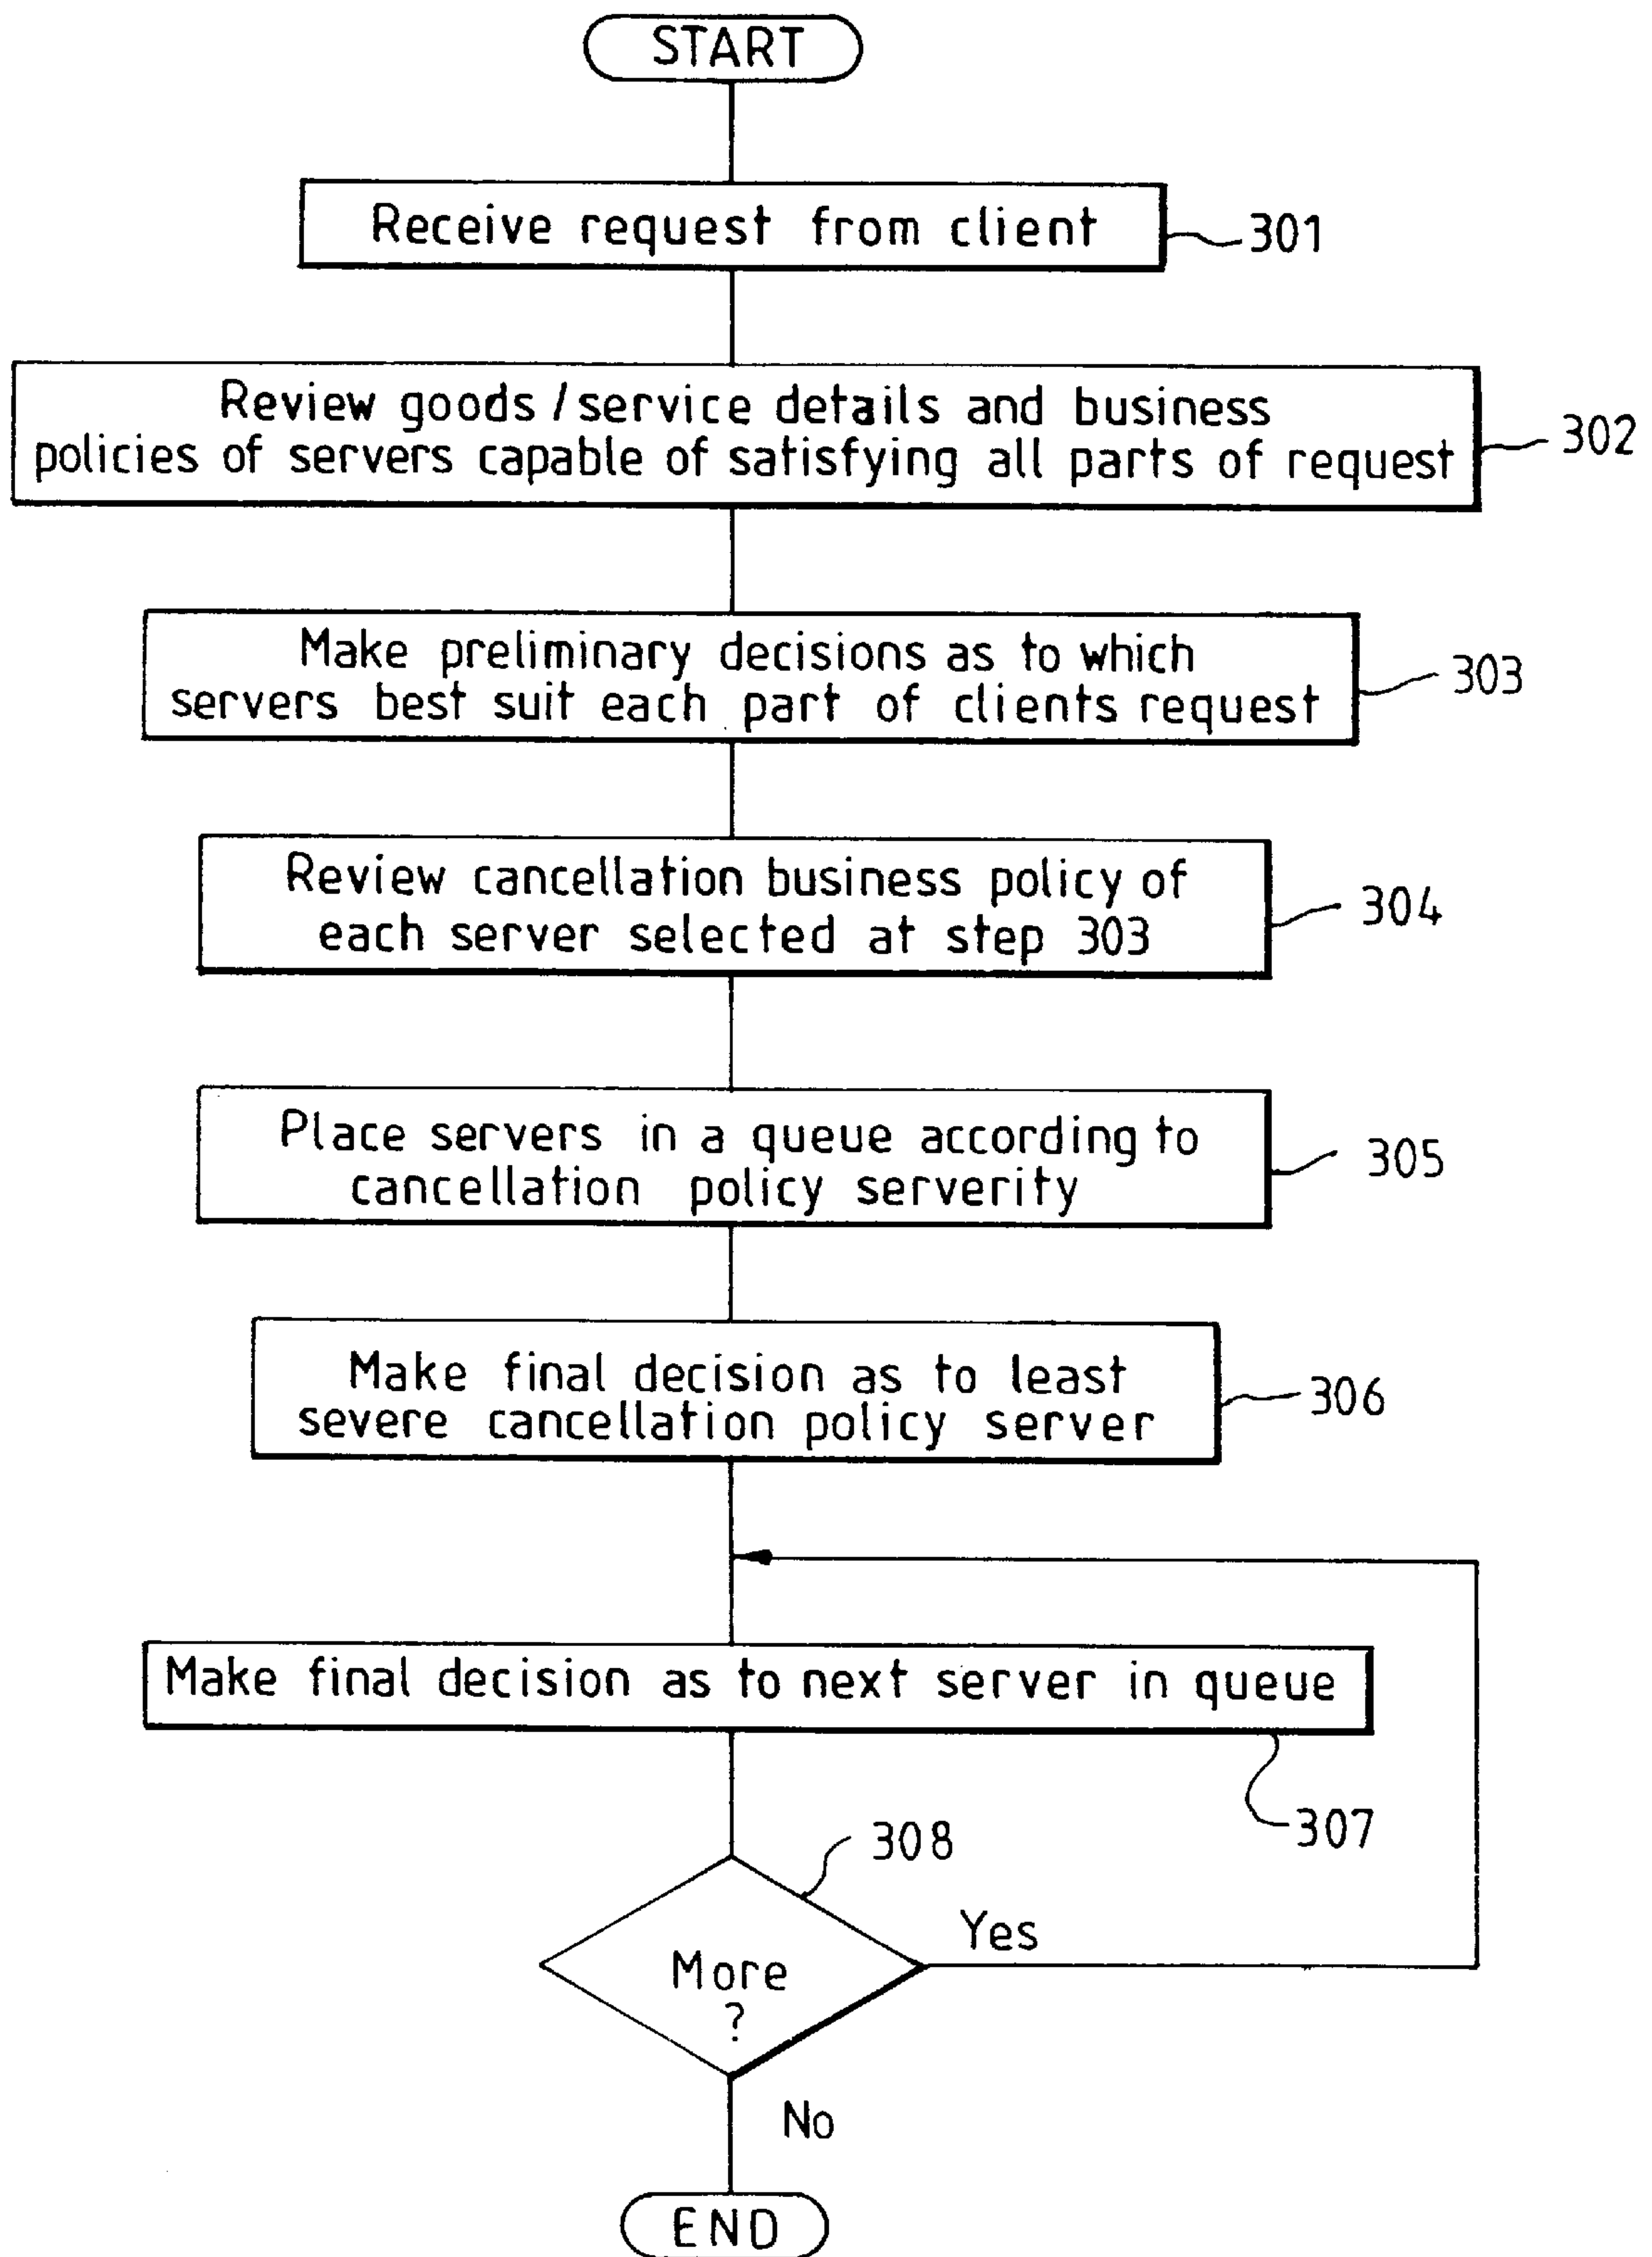 START
Receive request from client
301
Review goods / service details and business
policies of servers capable of satisfying all parts of request
302
Make preliminary decisions as to which
servers best suit each part of clients request
303
Review cancellation business policy of
each server selected at step 303
304
Place servers in a queue according to
cancellation policy serverity
305
Make final decision as to least
severe cancellation policy server
306
Make final decision as to next server in queue
307
308
More
?
Yes
No
END